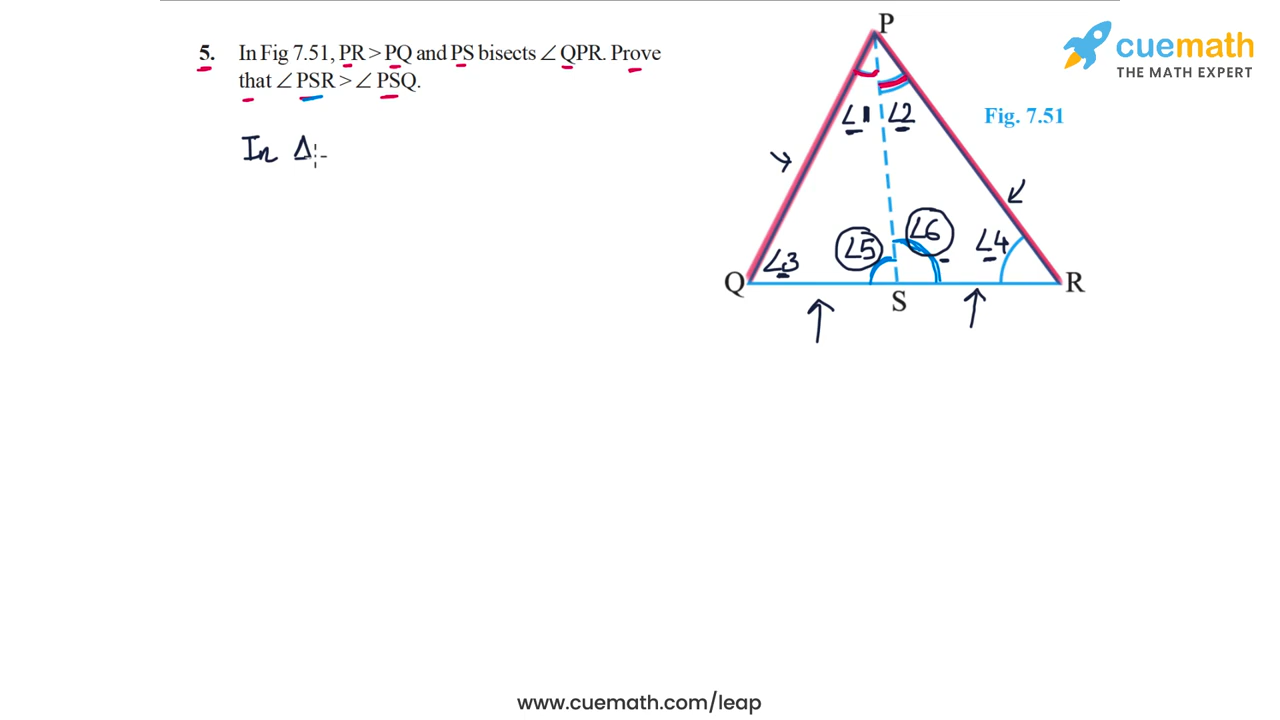 5. In Fig 7.51, PR > PQ and PS bisects ∠ QPR. Prove
that ∠ PSR > ∠ PSQ.
In Δ
P
∠1 ∠2
∠3 ∠5 ∠6 ∠4
Q S R
Fig. 7.51
cuemath
THE MATH EXPERT
www.cuemath.com/leap